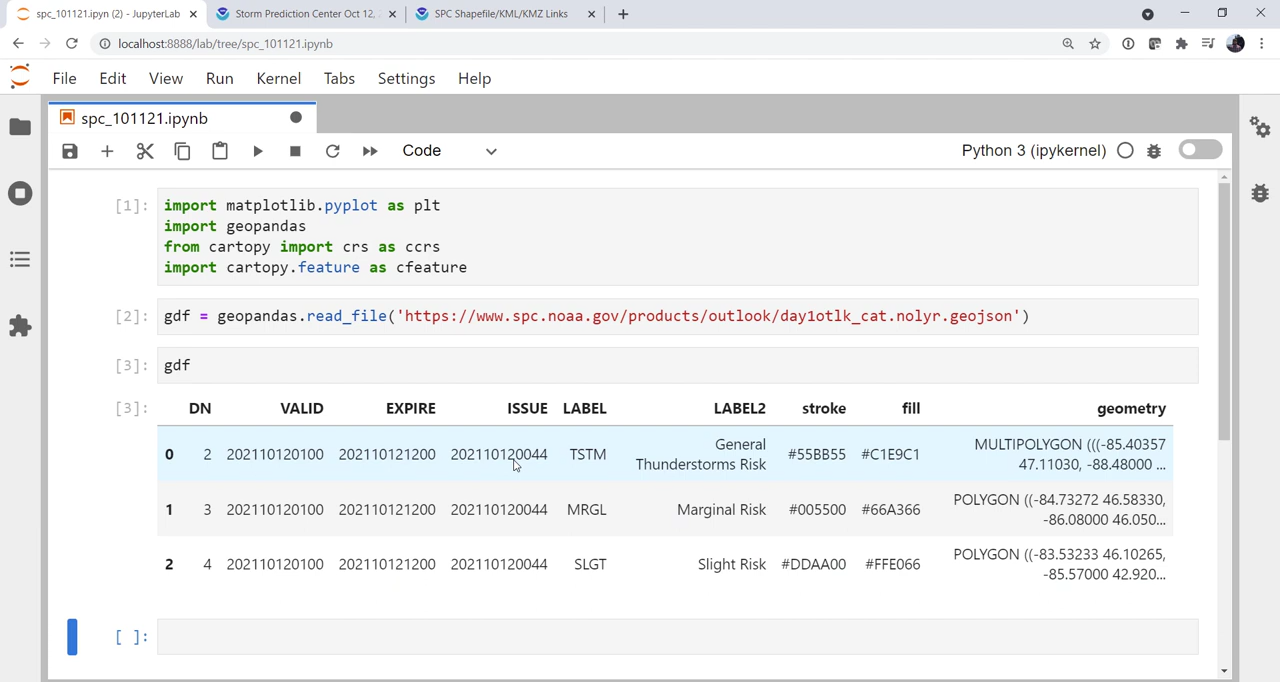 spc_101121.ipyn (2) - JupyterLab
Storm Prediction Center Oct 12,
SPC Shapefile/KML/KMZ Links
localhost:8888/lab/tree/spc_101121.ipynb
File Edit View Run Kernel Tabs Settings Help
spc_101121.ipynb
Code
Python 3 (ipykernel)
[1]: import matplotlib.pyplot as plt
import geopandas
from cartopy import crs as ccrs
import cartopy.feature as cfeature
[2]: gdf = geopandas.read_file('https://www.spc.noaa.gov/products/outlook/day1otlk_cat.nolyr.geojson')
[3]: gdf
[3]: DN VALID EXPIRE ISSUE LABEL LABEL2 stroke fill geometry
0 2 202110120100 202110121200 202110120044 TSTM General Thunderstorms Risk #55BB55 #C1E9C1 MULTIPOLYGON (((-85.40357 47.11030, -88.48000 ...
1 3 202110120100 202110121200 202110120044 MRGL Marginal Risk #005500 #66A366 POLYGON ((-84.73272 46.58330, -86.08000 46.050...
2 4 202110120100 202110121200 202110120044 SLGT Slight Risk #DDAA00 #FFE066 POLYGON ((-83.53233 46.10265, -85.57000 42.920...
[ ]: